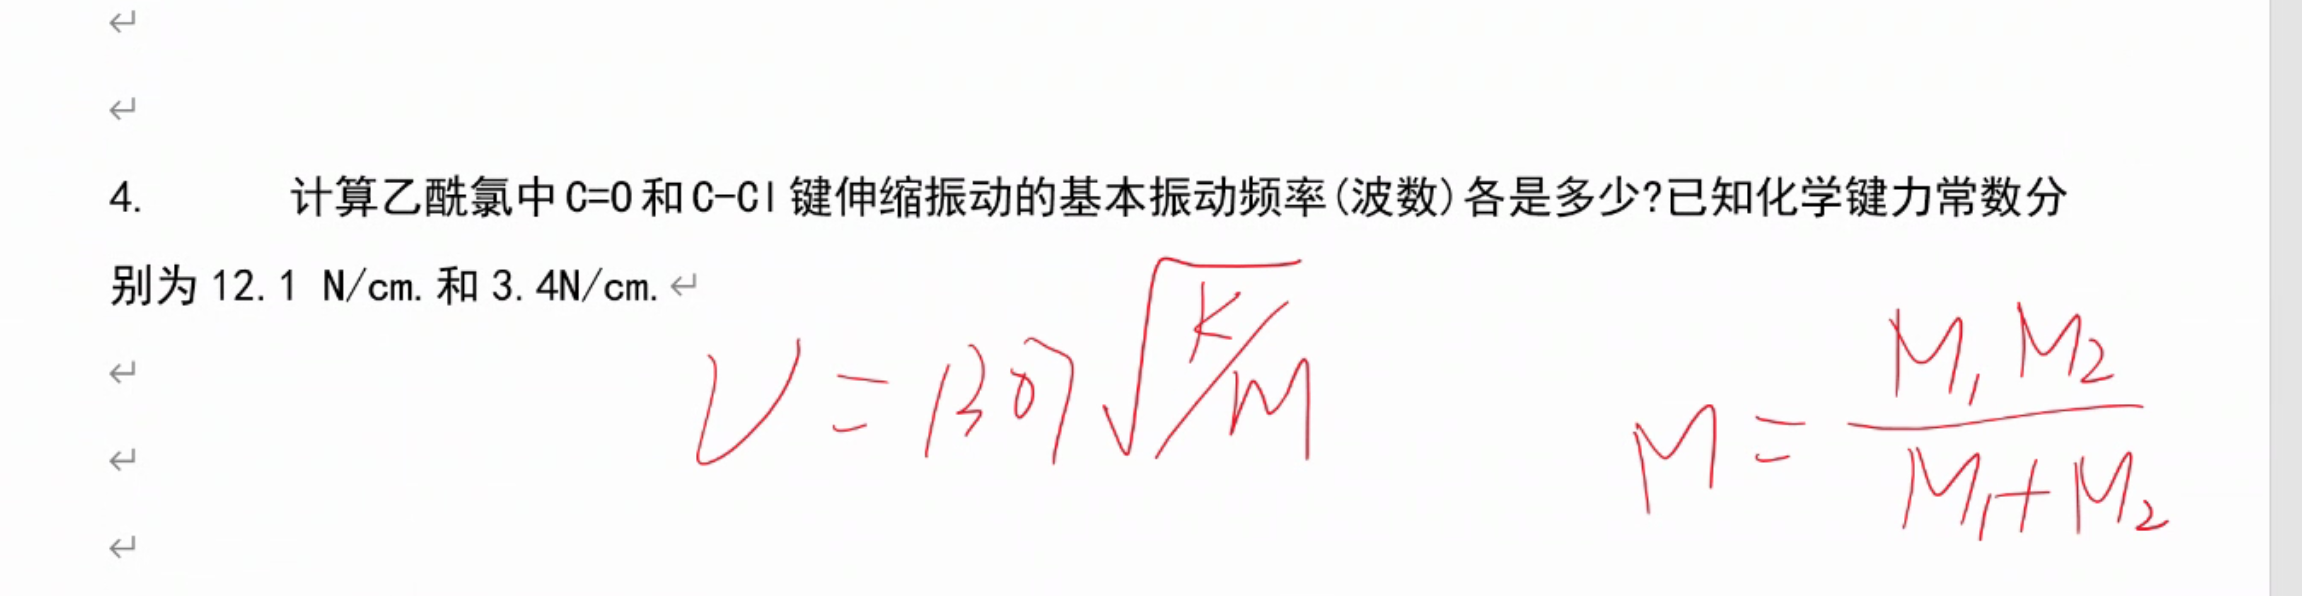 4. 计算乙酰氯中C=O和C-Cl键伸缩振动的基本振动频率(波数)各是多少?已知化学键力常数分
别为12.1 N/cm.和3.4N/cm.
ν=1307√K/M
M=M₁M₂/M₁+M₂